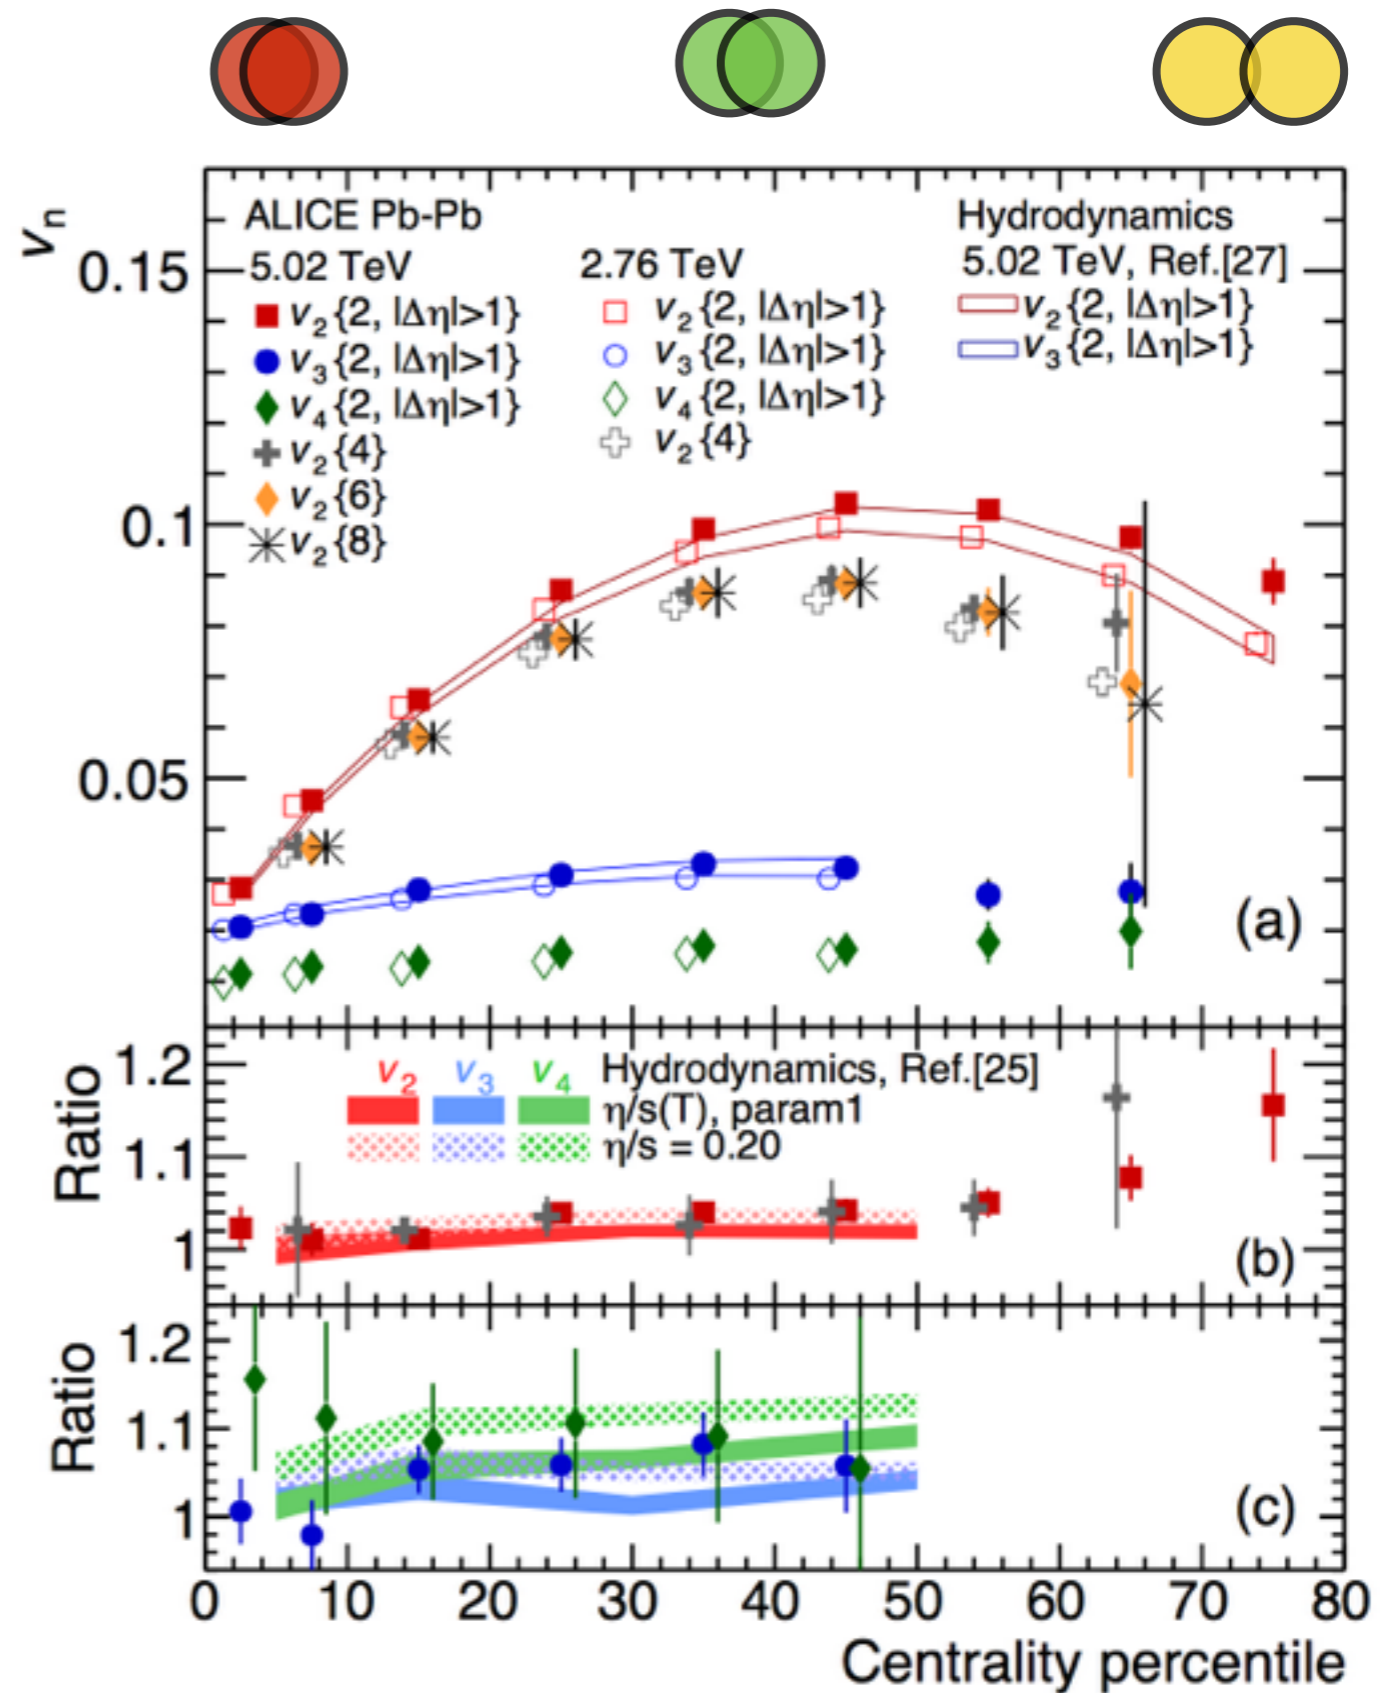 ALICE Pb-Pb
5.02 TeV
v2{2, |Δη|>1}
v3{2, |Δη|>1}
v4{2, |Δη|>1}
v2{4}
v2{6}
v2{8}
2.76 TeV
v2{2, |Δη|>1}
v3{2, |Δη|>1}
v4{2, |Δη|>1}
v2{4}
Hydrodynamics
5.02 TeV, Ref.[27]
v2{2, |Δη|>1}
v3{2, |Δη|>1}
vn
0.15
0.1
0.05
(a)
v2 v3 v4 Hydrodynamics, Ref.[25]
η/s(T), param1
η/s = 0.20
Ratio
1.2
1.1
1
(b)
Ratio
1.2
1.1
1
(c)
0 10 20 30 40 50 60 70 80
Centrality percentile